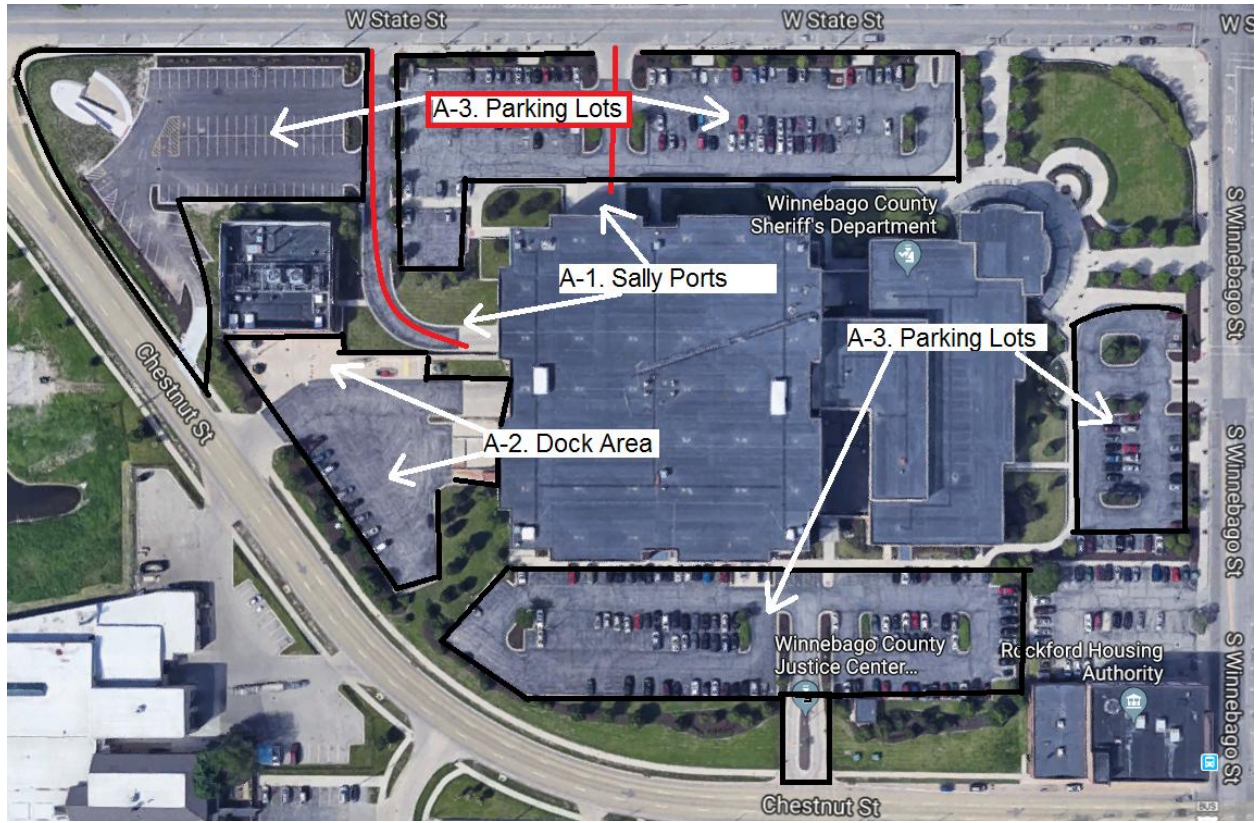 W State St
W State St
W S
A-3. Parking Lots
Winnebago County
Sheriff's Department
S Winnebago St
A-1. Sally Ports
A-3. Parking Lots
Chestnut St
A-2. Dock Area
S Winnebago St
Winnebago County
Justice Center...
Rockford Housing
Authority
S Winnebago St
Chestnut St
BUS